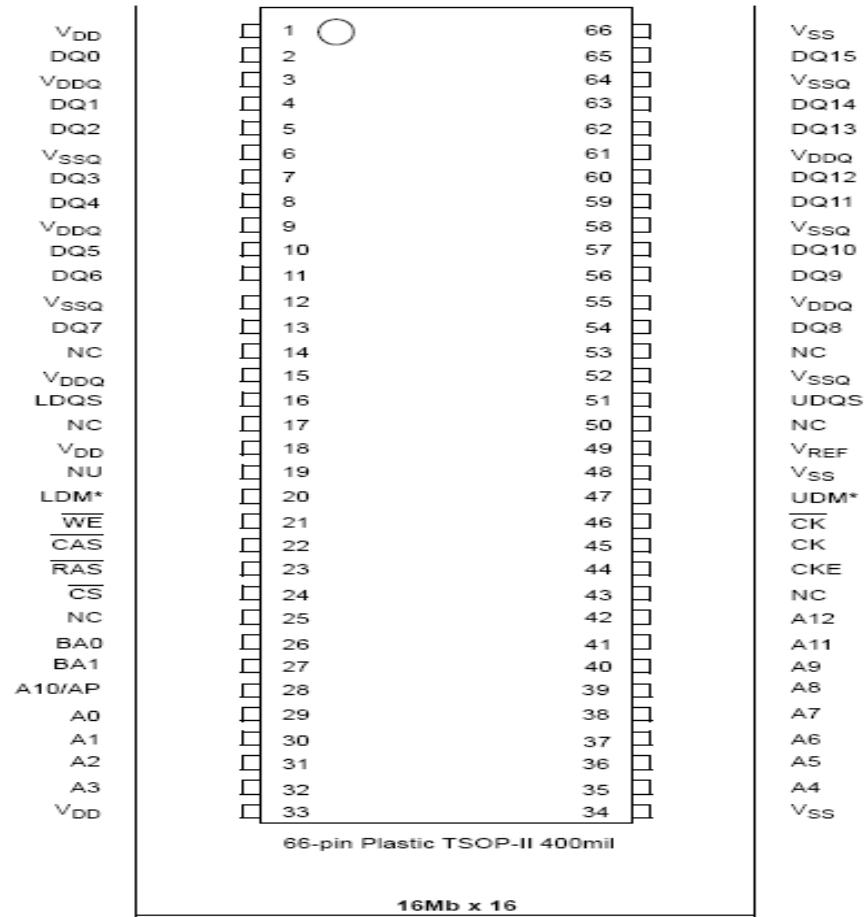 VDD 1 66 VSS
DQ0 2 65 DQ15
VDDQ 3 64 VSSQ
DQ1 4 63 DQ14
DQ2 5 62 DQ13
VSSQ 6 61 VDDQ
DQ3 7 60 DQ12
DQ4 8 59 DQ11
VDDQ 9 58 VSSQ
DQ5 10 57 DQ10
DQ6 11 56 DQ9
VSSQ 12 55 VDDQ
DQ7 13 54 DQ8
NC 14 53 NC
VDDQ 15 52 VSSQ
LDQS 16 51 UDQS
NC 17 50 NC
VDD 18 49 VREF
NU 19 48 VSS
LDM* 20 47 UDM*
W̅E̅ 21 46 C̅K̅
C̅A̅S̅ 22 45 CK
R̅A̅S̅ 23 44 CKE
C̅S̅ 24 43 NC
NC 25 42 A12
BA0 26 41 A11
BA1 27 40 A9
A10/AP 28 39 A8
A0 29 38 A7
A1 30 37 A6
A2 31 36 A5
A3 32 35 A4
VDD 33 34 VSS
66-pin Plastic TSOP-II 400mil
16Mb x 16